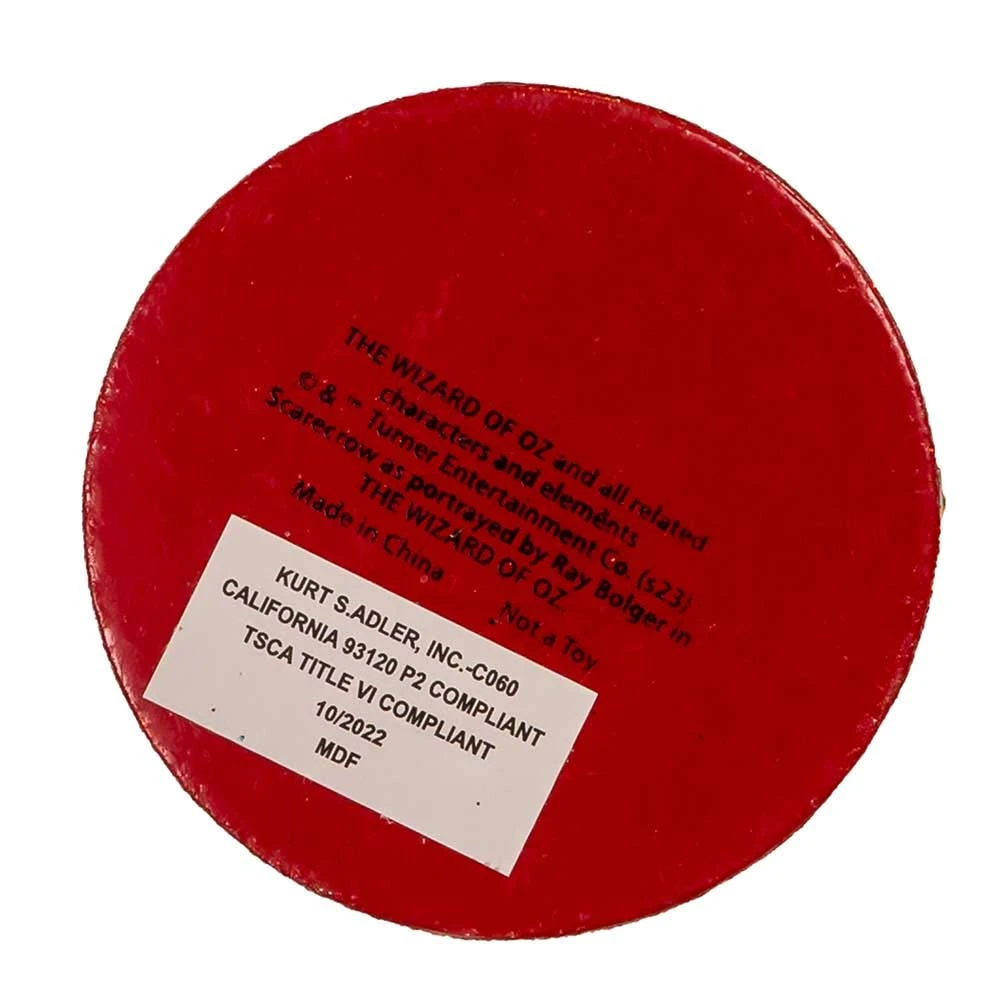 THE WIZARD OF OZ and all related
characters and elements
© & ™ Turner Entertainment Co. (s23)
Scarecrow as portrayed by Ray Bolger in
THE WIZARD OF OZ.
Made in China
Not a Toy
KURT S.ADLER, INC.-C060
CALIFORNIA 93120 P2 COMPLIANT
TSCA TITLE VI COMPLIANT
10/2022
MDF